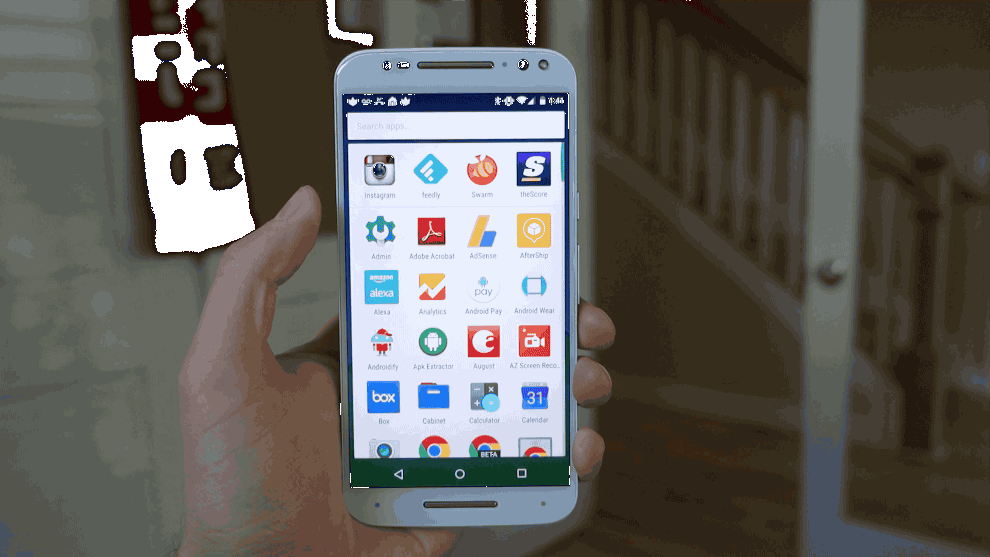 Search apps...
Instagram feedly Swarm theScore
Admin Adobe Acrobat AdSense AfterShip
amazon
alexa
pay
Alexa Analytics Android Pay Android Wear
Androidify Apk Extractor August AZ Screen Reco...
box
31
Box Cabinet Calculator Calendar
BETA